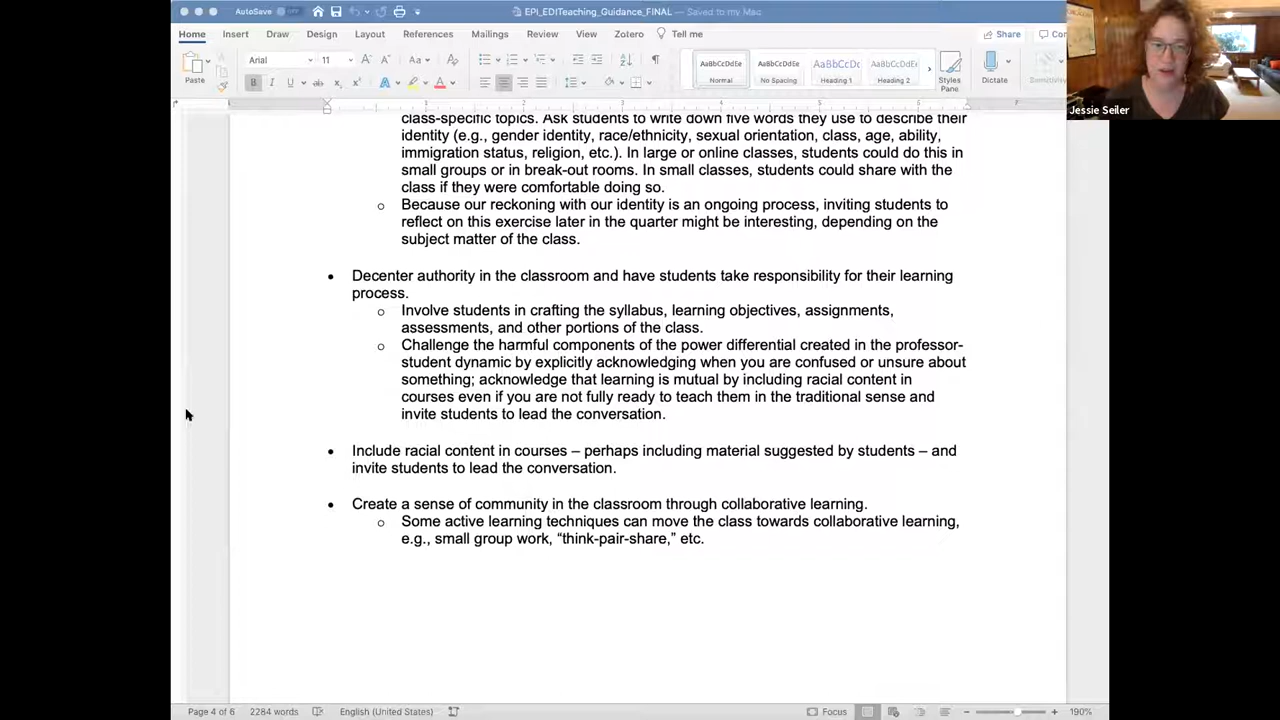 AutoSave OFF
EPI_EDITeaching_Guidance_FINAL — Saved to my Mac
Home Insert Draw Design Layout References Mailings Review View Zotero Tell me Share
Paste
Arial 11
AaBbCcDdEe AaBbCcDdEe AaBbCcDc AaBbCcDdEe
Normal No Spacing Heading 1 Heading 2
Styles
Pane
Dictate
Sensitivity
Jessie Seiler
class-specific topics. Ask students to write down five words they use to describe their
identity (e.g., gender identity, race/ethnicity, sexual orientation, class, age, ability,
immigration status, religion, etc.). In large or online classes, students could do this in
small groups or in break-out rooms. In small classes, students could share with the
class if they were comfortable doing so.
o Because our reckoning with our identity is an ongoing process, inviting students to
reflect on this exercise later in the quarter might be interesting, depending on the
subject matter of the class.
• Decenter authority in the classroom and have students take responsibility for their learning
process.
o Involve students in crafting the syllabus, learning objectives, assignments,
assessments, and other portions of the class.
o Challenge the harmful components of the power differential created in the professor-
student dynamic by explicitly acknowledging when you are confused or unsure about
something; acknowledge that learning is mutual by including racial content in
courses even if you are not fully ready to teach them in the traditional sense and
invite students to lead the conversation.
• Include racial content in courses – perhaps including material suggested by students – and
invite students to lead the conversation.
• Create a sense of community in the classroom through collaborative learning.
o Some active learning techniques can move the class towards collaborative learning,
e.g., small group work, “think-pair-share,” etc.
Page 4 of 6 2284 words English (United States) Focus 190%